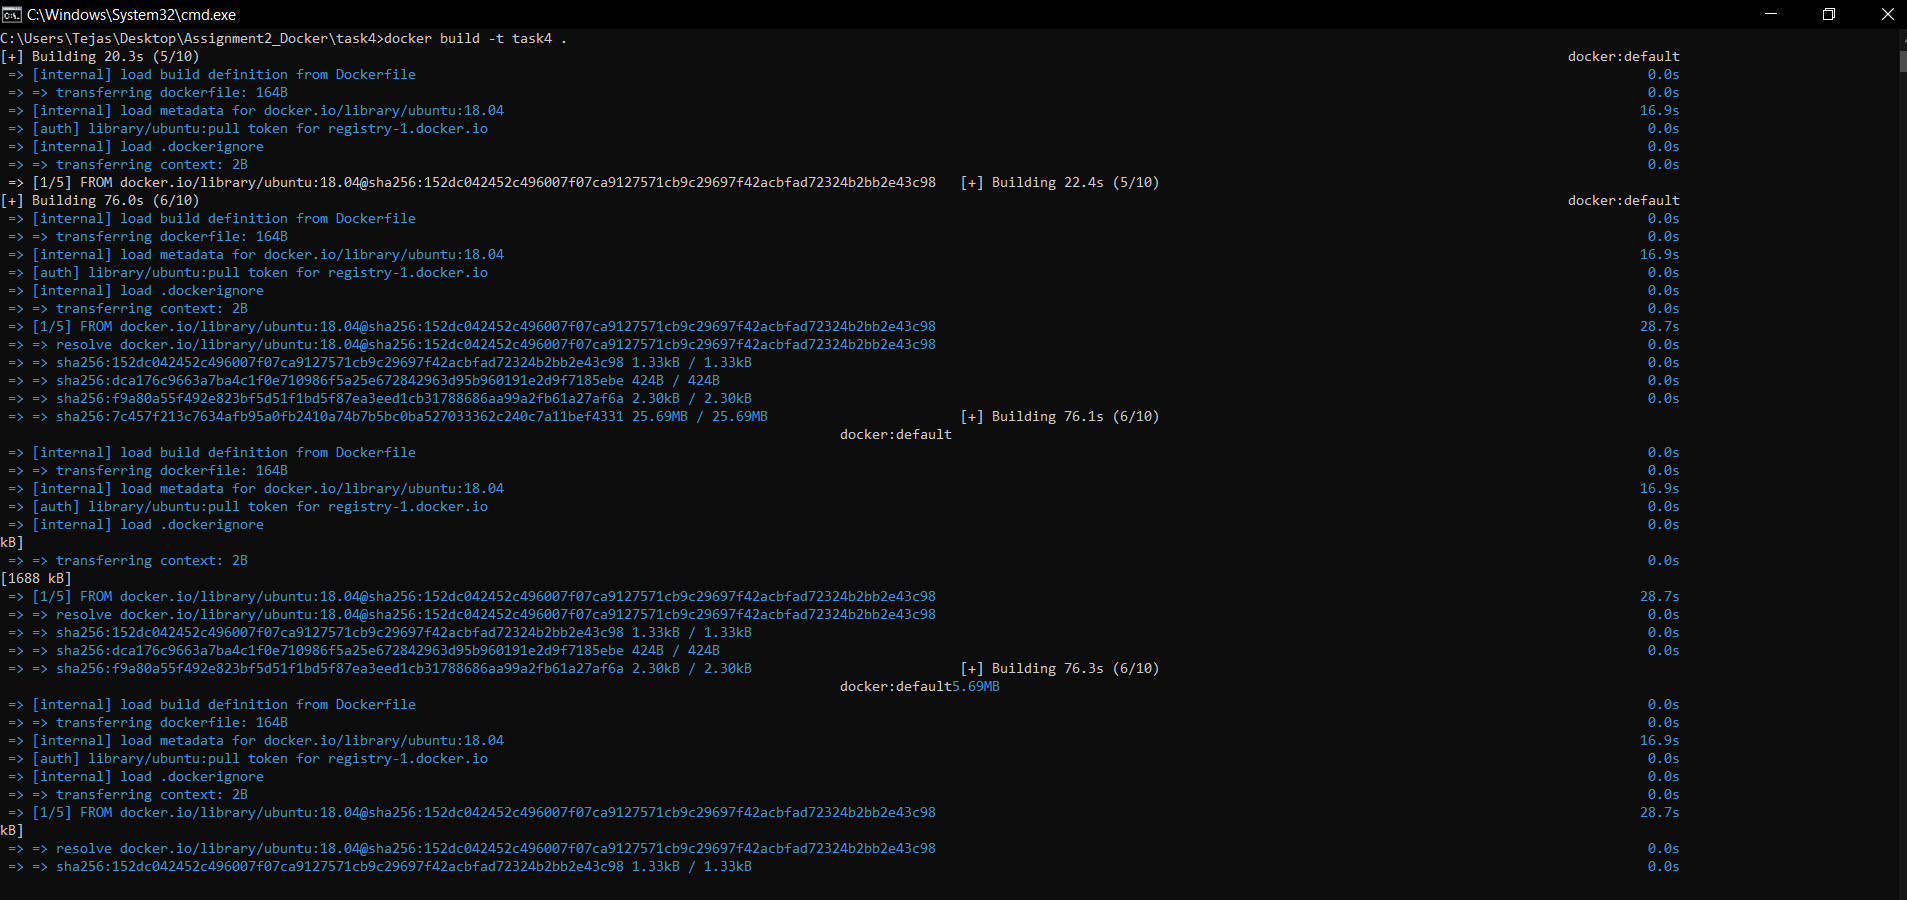 C:\Windows\System32\cmd.exe
C:\Users\Tejas\Desktop\Assignment2_Docker\task4>docker build -t task4 .
[+] Building 20.3s (5/10) docker:default
=> [internal] load build definition from Dockerfile 0.0s
=> => transferring dockerfile: 164B 0.0s
=> [internal] load metadata for docker.io/library/ubuntu:18.04 16.9s
=> [auth] library/ubuntu:pull token for registry-1.docker.io 0.0s
=> [internal] load .dockerignore 0.0s
=> => transferring context: 2B 0.0s
=> [1/5] FROM docker.io/library/ubuntu:18.04@sha256:152dc042452c496007f07ca9127571cb9c29697f42acbfad72324b2bb2e43c98 [+] Building 22.4s (5/10)
[+] Building 76.0s (6/10) docker:default
=> [internal] load build definition from Dockerfile 0.0s
=> => transferring dockerfile: 164B 0.0s
=> [internal] load metadata for docker.io/library/ubuntu:18.04 16.9s
=> [auth] library/ubuntu:pull token for registry-1.docker.io 0.0s
=> [internal] load .dockerignore 0.0s
=> => transferring context: 2B 0.0s
=> [1/5] FROM docker.io/library/ubuntu:18.04@sha256:152dc042452c496007f07ca9127571cb9c29697f42acbfad72324b2bb2e43c98 28.7s
=> => resolve docker.io/library/ubuntu:18.04@sha256:152dc042452c496007f07ca9127571cb9c29697f42acbfad72324b2bb2e43c98 0.0s
=> => sha256:152dc042452c496007f07ca9127571cb9c29697f42acbfad72324b2bb2e43c98 1.33kB / 1.33kB 0.0s
=> => sha256:dca176c9663a7ba4c1f0e710986f5a25e672842963d95b960191e2d9f7185ebe 424B / 424B 0.0s
=> => sha256:f9a80a55f492e823bf5d51f1bd5f87ea3eed1cb31788686aa99a2fb61a27af6a 2.30kB / 2.30kB 0.0s
=> => sha256:7c457f213c7634afb95a0fb2410a74b7b5bc0ba527033362c240c7a11bef4331 25.69MB / 25.69MB [+] Building 76.1s (6/10)
docker:default
=> [internal] load build definition from Dockerfile 0.0s
=> => transferring dockerfile: 164B 0.0s
=> [internal] load metadata for docker.io/library/ubuntu:18.04 16.9s
=> [auth] library/ubuntu:pull token for registry-1.docker.io 0.0s
=> [internal] load .dockerignore 0.0s
kB]
=> => transferring context: 2B 0.0s
[1688 kB]
=> [1/5] FROM docker.io/library/ubuntu:18.04@sha256:152dc042452c496007f07ca9127571cb9c29697f42acbfad72324b2bb2e43c98 28.7s
=> => resolve docker.io/library/ubuntu:18.04@sha256:152dc042452c496007f07ca9127571cb9c29697f42acbfad72324b2bb2e43c98 0.0s
=> => sha256:152dc042452c496007f07ca9127571cb9c29697f42acbfad72324b2bb2e43c98 1.33kB / 1.33kB 0.0s
=> => sha256:dca176c9663a7ba4c1f0e710986f5a25e672842963d95b960191e2d9f7185ebe 424B / 424B 0.0s
=> => sha256:f9a80a55f492e823bf5d51f1bd5f87ea3eed1cb31788686aa99a2fb61a27af6a 2.30kB / 2.30kB [+] Building 76.3s (6/10)
docker:default5.69MB
=> [internal] load build definition from Dockerfile 0.0s
=> => transferring dockerfile: 164B 0.0s
=> [internal] load metadata for docker.io/library/ubuntu:18.04 16.9s
=> [auth] library/ubuntu:pull token for registry-1.docker.io 0.0s
=> [internal] load .dockerignore 0.0s
=> => transferring context: 2B 0.0s
=> [1/5] FROM docker.io/library/ubuntu:18.04@sha256:152dc042452c496007f07ca9127571cb9c29697f42acbfad72324b2bb2e43c98 28.7s
kB]
=> => resolve docker.io/library/ubuntu:18.04@sha256:152dc042452c496007f07ca9127571cb9c29697f42acbfad72324b2bb2e43c98 0.0s
=> => sha256:152dc042452c496007f07ca9127571cb9c29697f42acbfad72324b2bb2e43c98 1.33kB / 1.33kB 0.0s